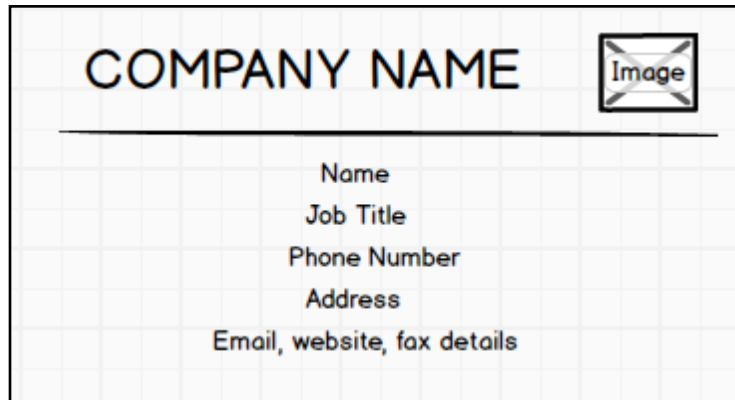 COMPANY NAME
Image
Name
Job Title
Phone Number
Address
Email, website, fax details